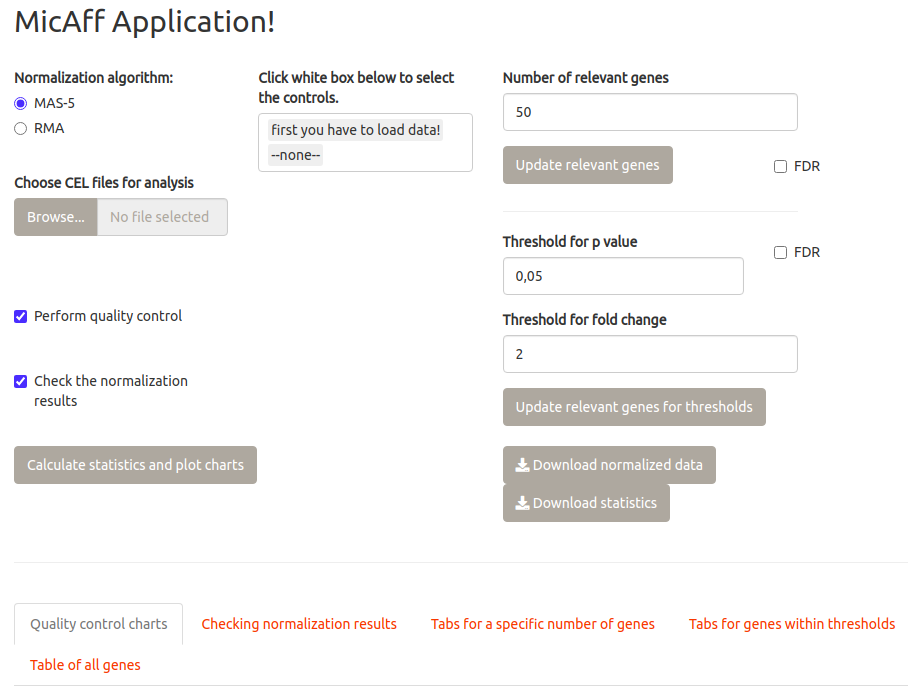 MicAff Application!
Normalization algorithm:
MAS-5
RMA
Choose CEL files for analysis
Browse... No file selected
Perform quality control
Check the normalization
results
Calculate statistics and plot charts
Click white box below to select
the controls.
first you have to load data!
--none--
Number of relevant genes
50
Update relevant genes
FDR
Threshold for p value
FDR
0,05
Threshold for fold change
2
Update relevant genes for thresholds
Download normalized data
Download statistics
Quality control charts Checking normalization results Tabs for a specific number of genes Tabs for genes within thresholds
Table of all genes